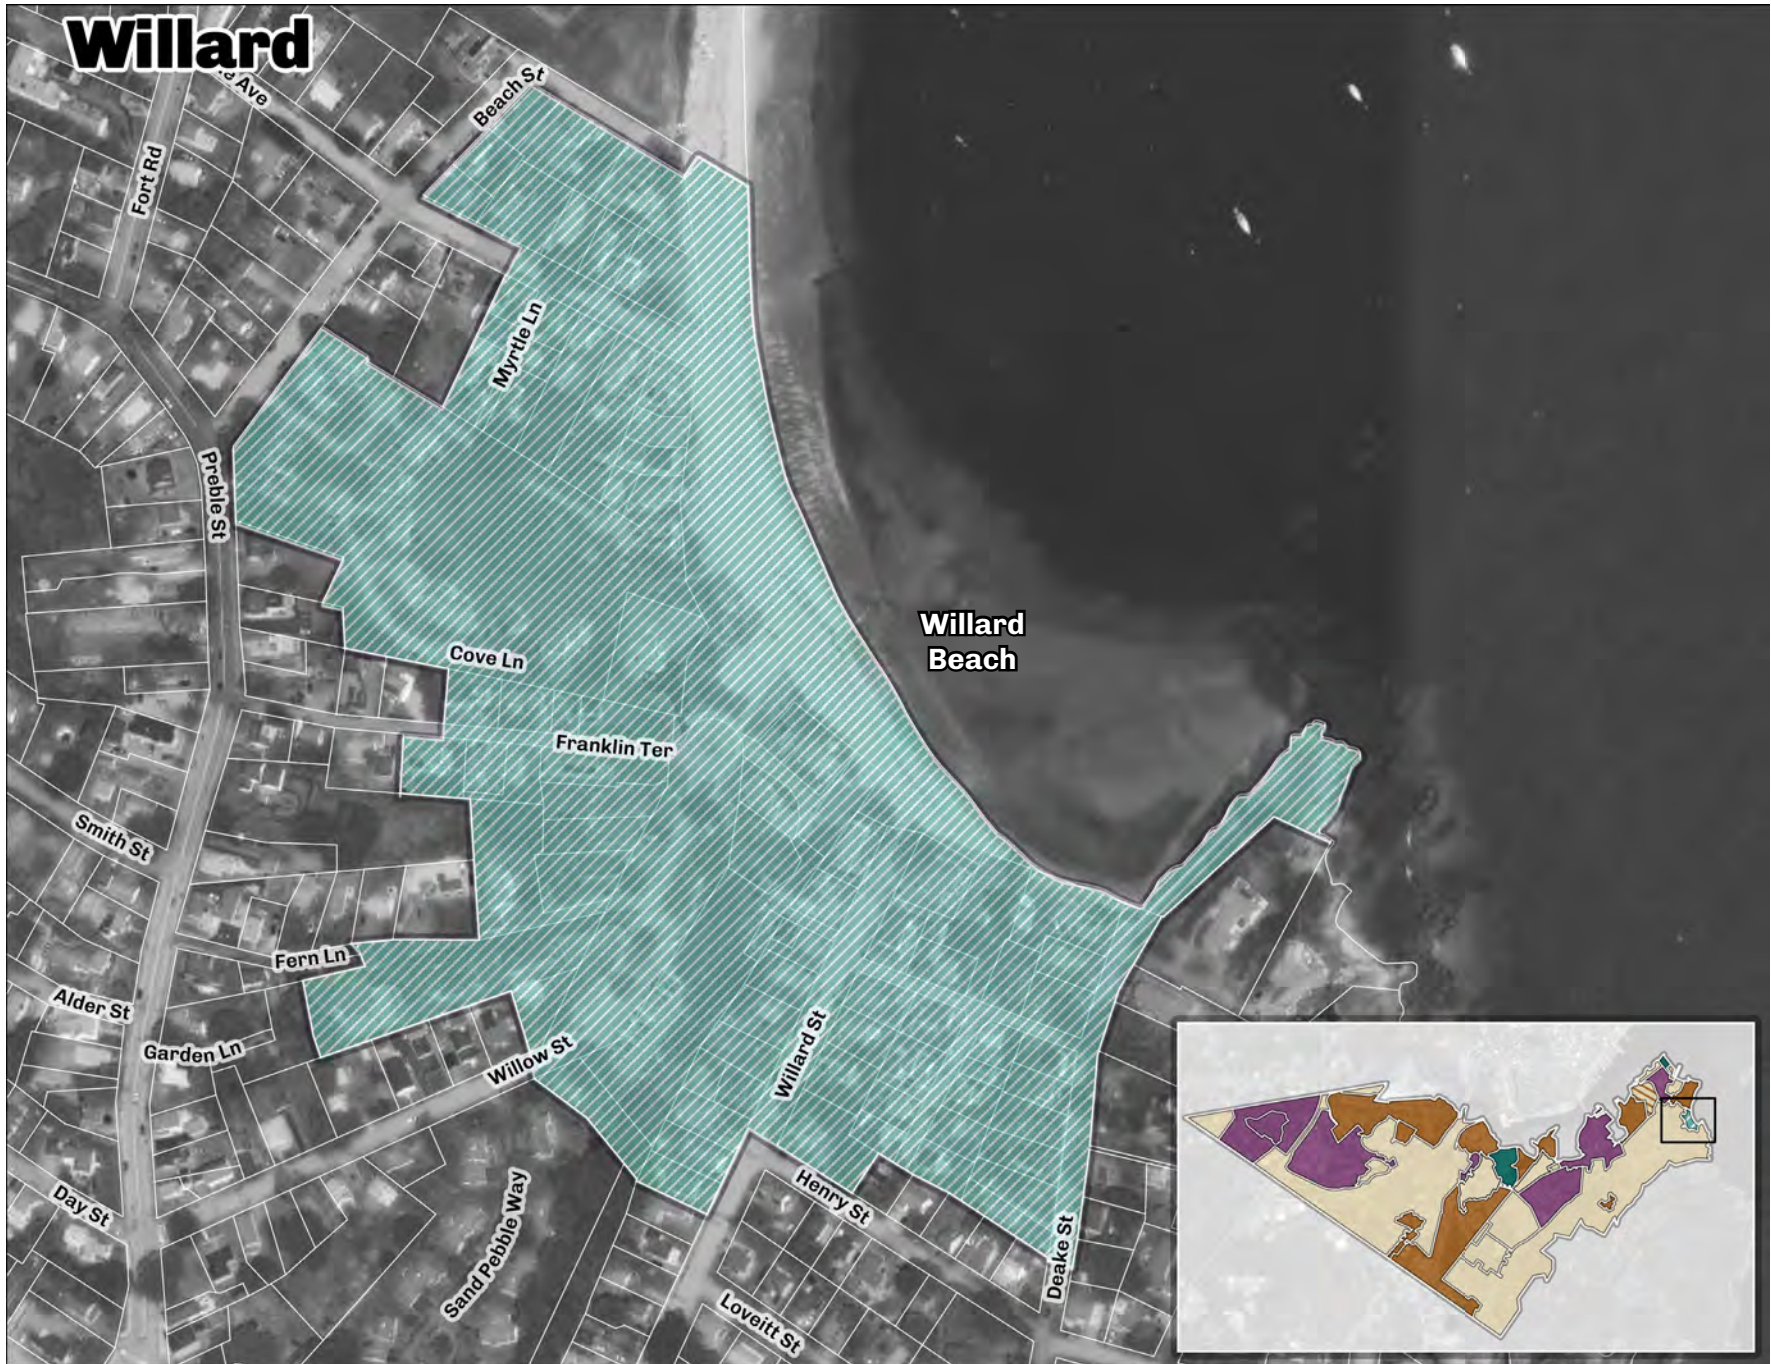 Willard
Ave
Beach St
Fort Rd
Myrtle Ln
Preble St
Willard
Beach
Cove Ln
Franklin Ter
Smith St
Fern Ln
Alder St
Garden Ln
Willow St
Willard St
Day St
Sand Pebble Way
Henry St
Deake St
Loveitt St